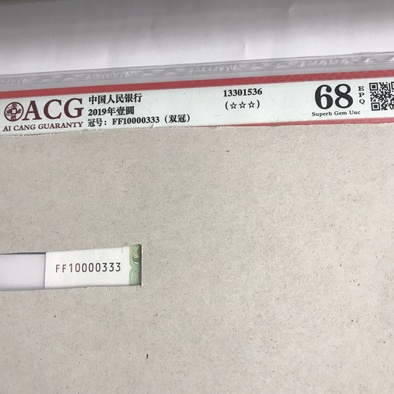 ACG
AI CANG GUARANTY
中国人民银行
2019年壹圆
冠号: FF10000333 (双冠)
13301536
(☆☆☆)
68
EPQ
Superb Gem Unc
FF10000333